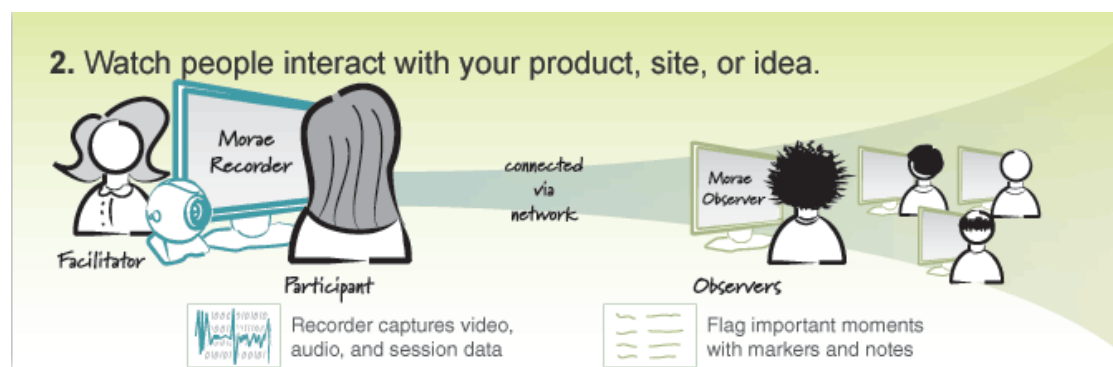 2. Watch people interact with your product, site, or idea.
Morae
Recorder
connected
via
network
Morae
Observer
Facilitator
Participant
Observers
Recorder captures video,
audio, and session data
Flag important moments
with markers and notes